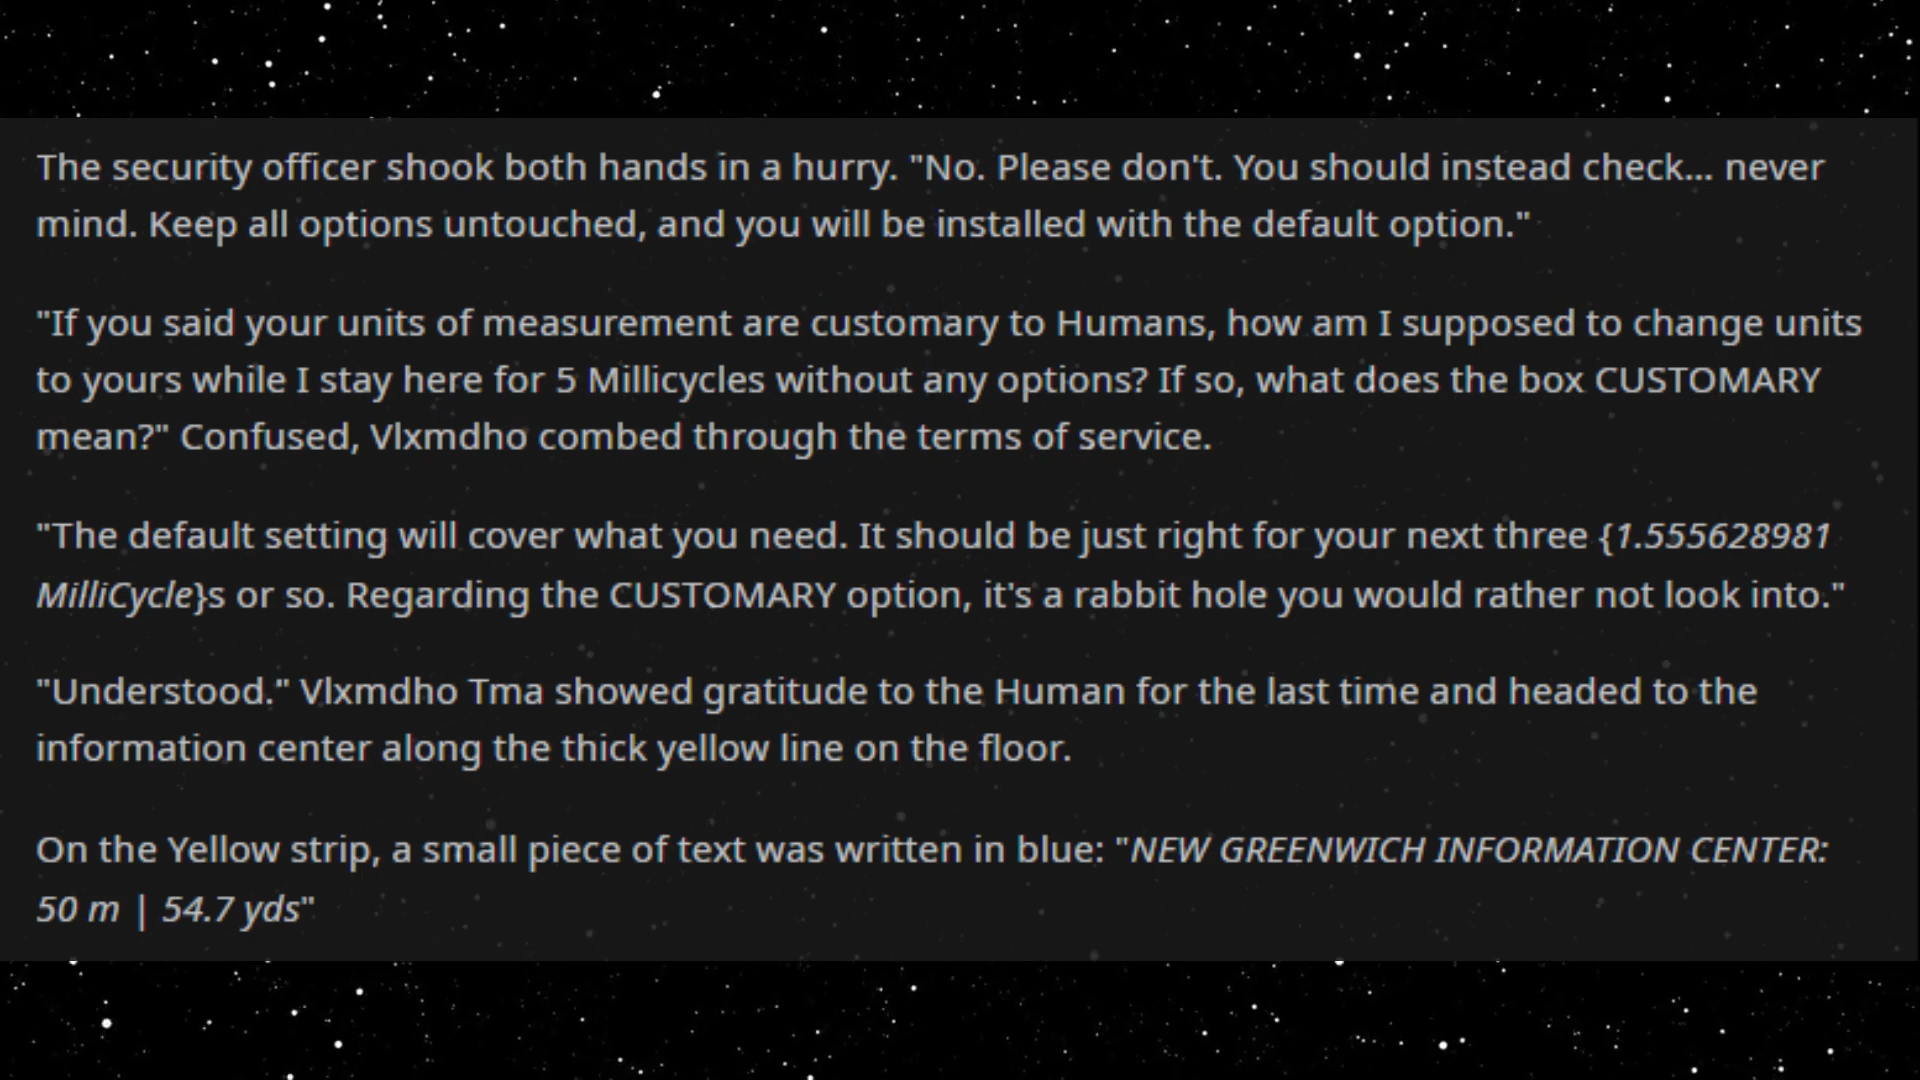 The security officer shook both hands in a hurry. "No. Please don't. You should instead check... never
mind. Keep all options untouched, and you will be installed with the default option."
"If you said your units of measurement are customary to Humans, how am I supposed to change units
to yours while I stay here for 5 Millicycles without any options? If so, what does the box CUSTOMARY
mean?" Confused, Vlxmdho combed through the terms of service.
"The default setting will cover what you need. It should be just right for your next three {1.555628981
MilliCycle}s or so. Regarding the CUSTOMARY option, it's a rabbit hole you would rather not look into."
"Understood." Vlxmdho Tma showed gratitude to the Human for the last time and headed to the
information center along the thick yellow line on the floor.
On the Yellow strip, a small piece of text was written in blue: "NEW GREENWICH INFORMATION CENTER:
50 m | 54.7 yds"